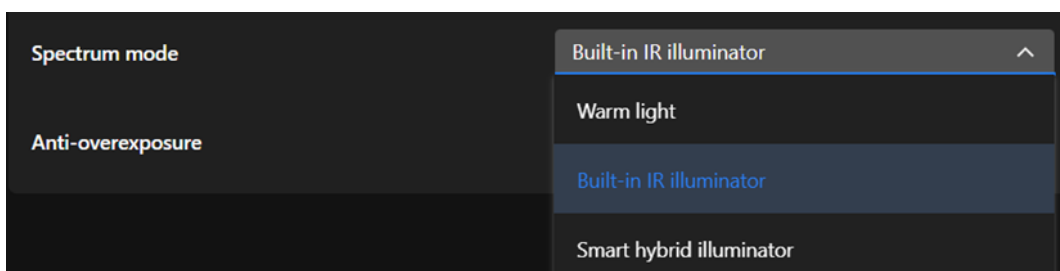 Spectrum mode
Built-in IR illuminator
Warm light
Anti-overexposure
Built-in IR illuminator
Smart hybrid illuminator